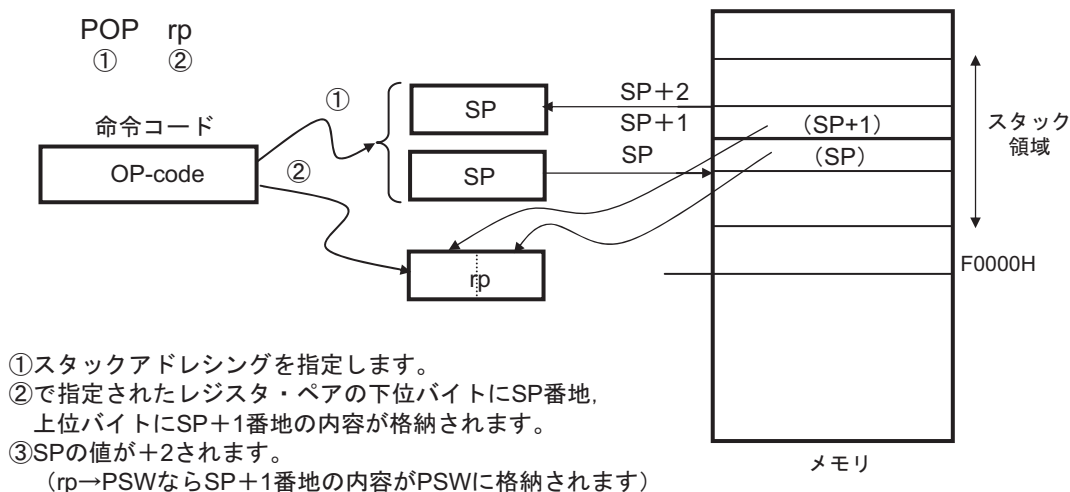 POP rp
① ②
命令コード
OP-code
①
②
SP
SP
rp
SP＋2
SP＋1
SP
（SP+1）
（SP）
スタック
領域
F0000H
メモリ
①スタックアドレシングを指定します。
②で指定されたレジスタ・ペアの下位バイトにSP番地,
上位バイトにSP＋1番地の内容が格納されます。
③SPの値が＋2されます。
（rp→PSWならSP＋1番地の内容がPSWに格納されます）